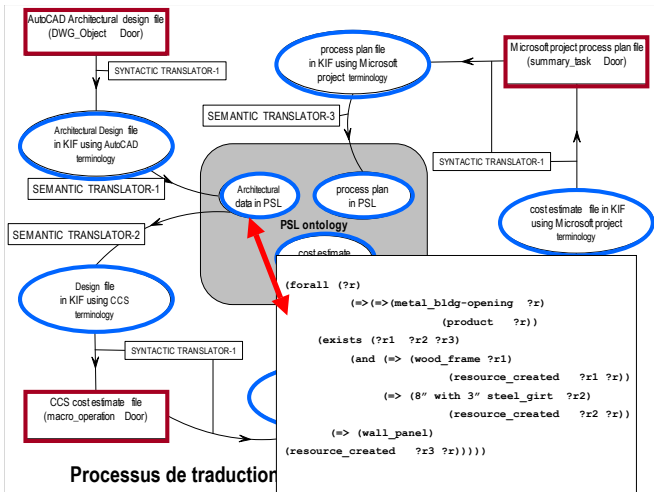 AutoCAD Architectural design file
(DWG_Object Door)
SYNTACTIC TRANSLATOR-1
Architectural Design file
in KIF using AutoCAD
terminology
SEMANTIC TRANSLATOR-1
process plan file
in KIF using Microsoft
project terminology
Microsoft project process plan file
(summary_task Door)
SEMANTIC TRANSLATOR-3
SYNTACTIC TRANSLATOR-1
Architectural
data in PSL
process plan
in PSL
PSL ontology
cost estimate
cost estimate file in KIF
using Microsoft project
terminology
SEMANTIC TRANSLATOR-2
Design file
in KIF using CCS
terminology
SYNTACTIC TRANSLATOR-1
CCS cost estimate file
(macro_operation Door)
(forall (?r)
(=>(=>(metal_bldg-opening ?r)
(product ?r))
(exists (?r1 ?r2 ?r3)
(and (=> (wood_frame ?r1)
(resource_created ?r1 ?r))
(=> (8” with 3” steel_girt ?r2)
(resource_created ?r2 ?r))
(=> (wall_panel)
(resource_created ?r3 ?r)))))
Processus de traduction